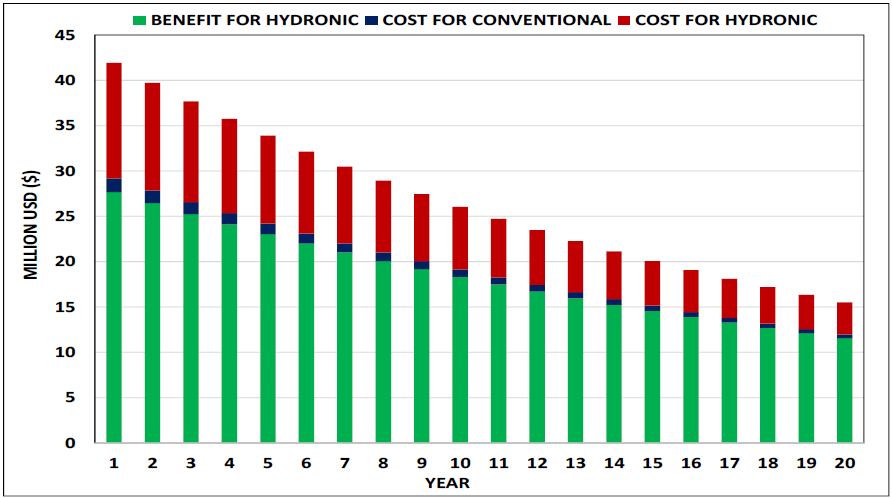 BENEFIT FOR HYDRONIC COST FOR CONVENTIONAL COST FOR HYDRONIC
45
40
35
30
25
20
15
10
5
0
MILLION USD ($)
1 2 3 4 5 6 7 8 9 10 11 12 13 14 15 16 17 18 19 20
YEAR